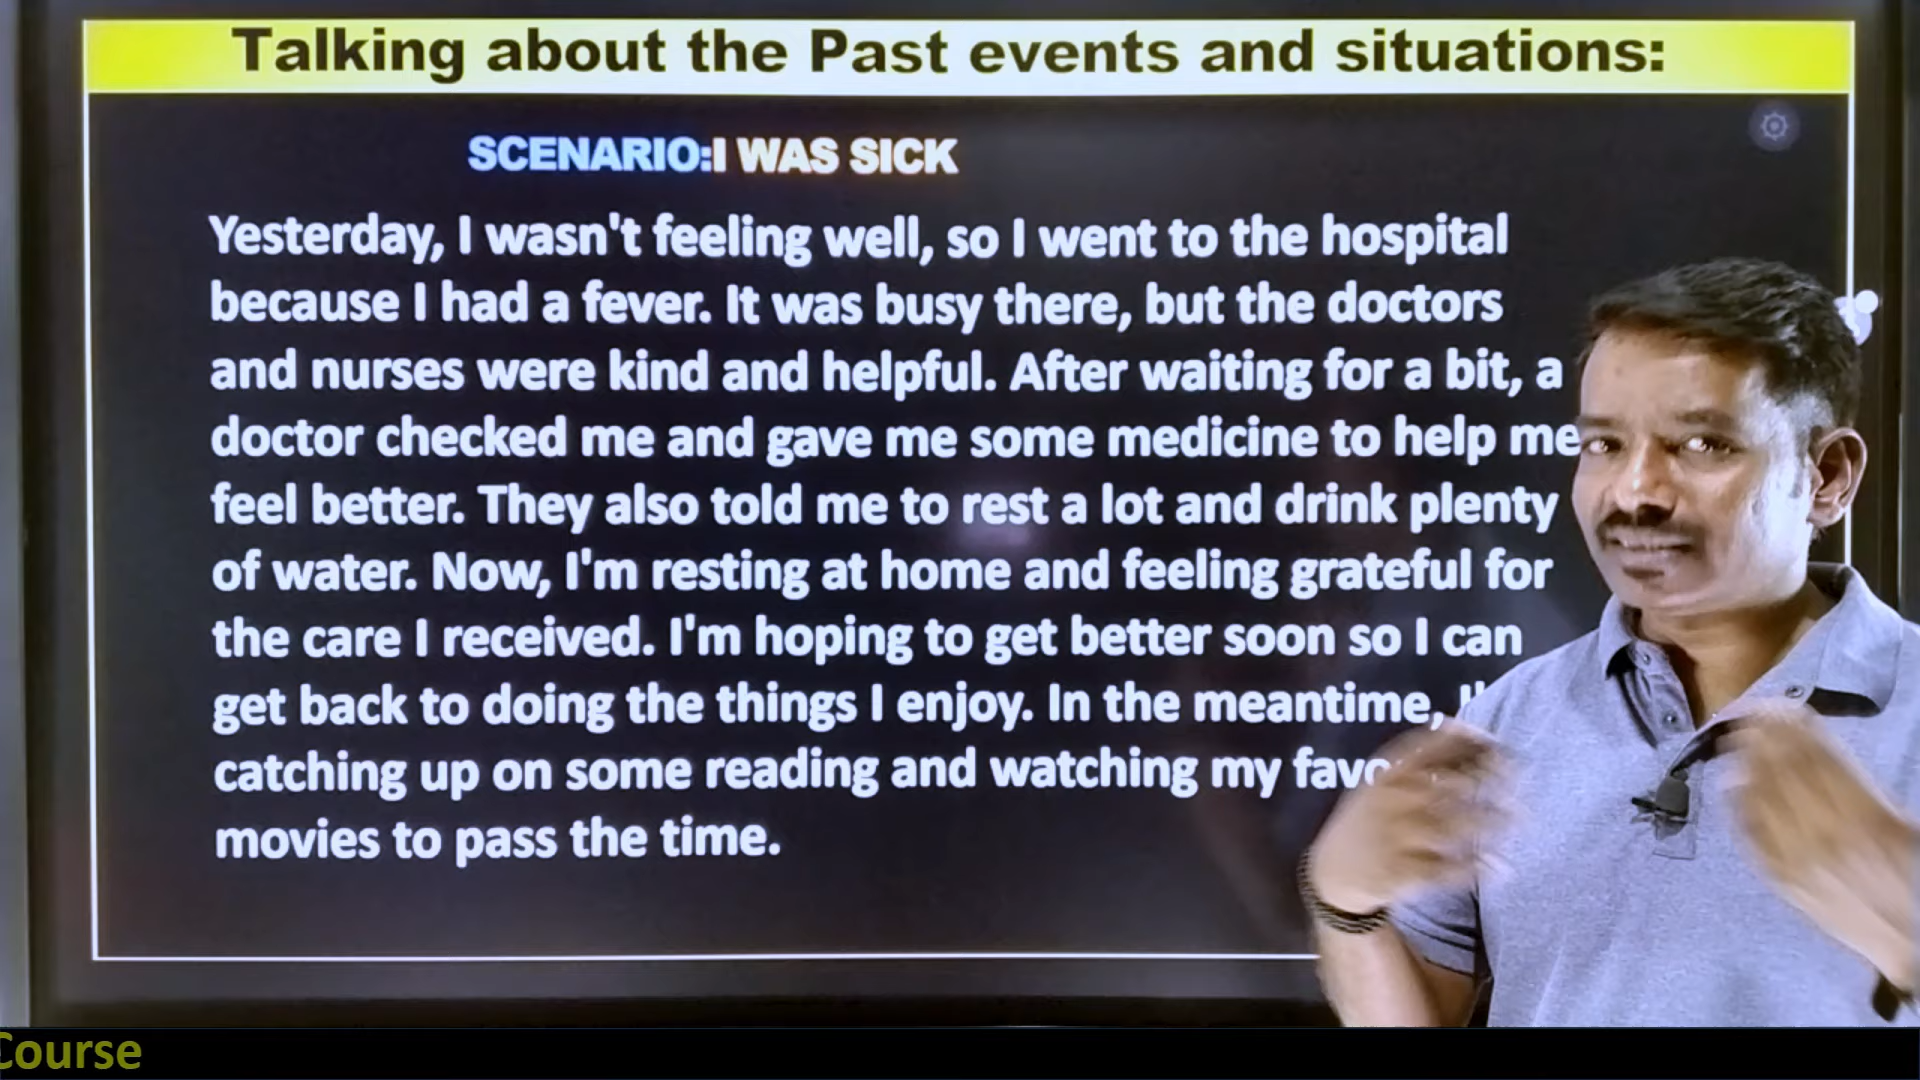 Talking about the Past events and situations:
SCENARIO:I WAS SICK
Yesterday, I wasn't feeling well, so I went to the hospital
because I had a fever. It was busy there, but the doctors
and nurses were kind and helpful. After waiting for a bit, a
doctor checked me and gave me some medicine to help me
feel better. They also told me to rest a lot and drink plenty
of water. Now, I'm resting at home and feeling grateful for
the care I received. I'm hoping to get better soon so I can
get back to doing the things I enjoy. In the meantime,
catching up on some reading and watching my
movies to pass the time.
Course